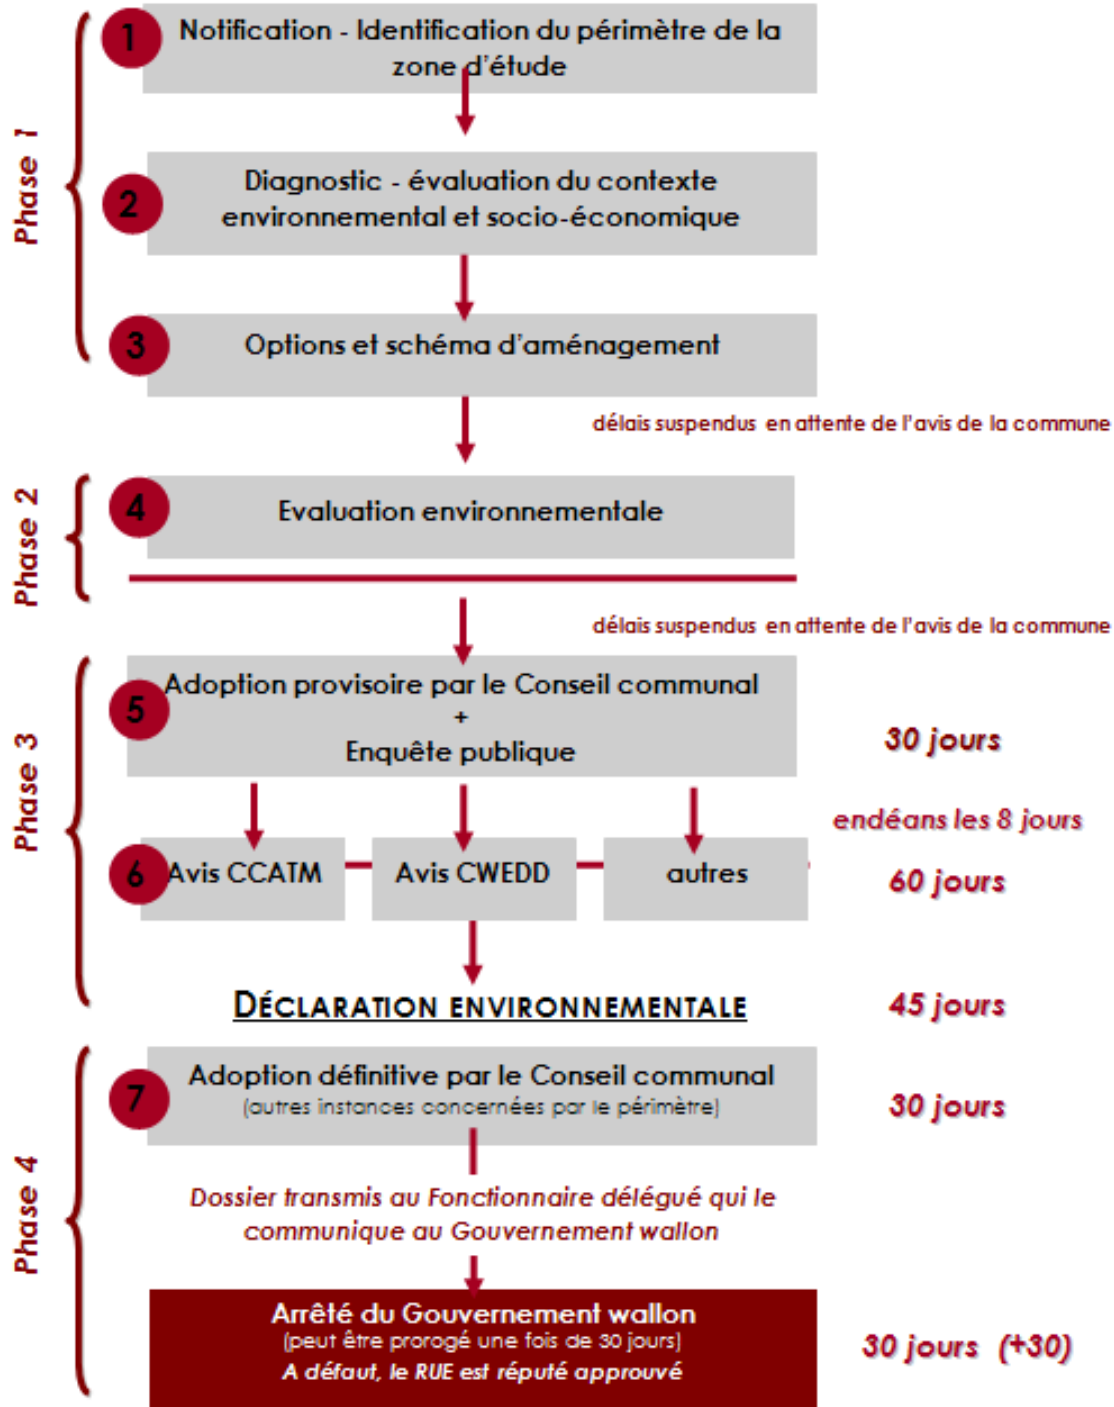 Phase 1
1
Notification - Identification du périmètre de la
zone d'étude
2
Diagnostic - évaluation du contexte
environnemental et socio-économique
3
Options et schéma d'aménagement
délais suspendus en attente de l'avis de la commune
Phase 2
4
Evaluation environnementale
délais suspendus en attente de l'avis de la commune
Phase 3
5
Adoption provisoire par le Conseil communal
+
Enquête publique
30 jours
endéans les 8 jours
6
Avis CCATM
Avis CWEDD
autres
60 jours
DÉCLARATION ENVIRONNEMENTALE
45 jours
Phase 4
7
Adoption définitive par le Conseil communal
(autres instances concernées par le périmètre)
30 jours
Dossier transmis au Fonctionnaire délégué qui le
communique au Gouvernement wallon
Arrêté du Gouvernement wallon
(peut être prorogé une fois de 30 jours)
A défaut, le RUE est réputé approuvé
30 jours (+30)